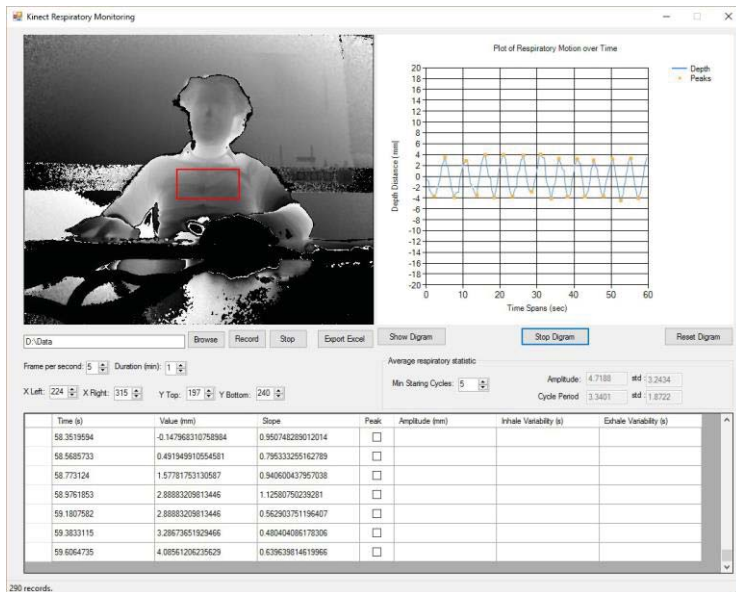 Kinect Respiratory Monitoring
Plot of Respiratory Motion over Time
Depth
Peaks
Depth Distance (mm)
20
18
16
14
12
10
8
6
4
2
0
-2
-4
-6
-8
-10
-12
-14
-16
-18
-20
0 10 20 30 40 50 60
Time Spans (sec)
D:\Data Browse Record Stop Export Excel Show Digram Stop Digram Reset Digram
Frame per second: 5 Duration (min): 1
X Left: 224 X Right: 315 Y Top: 197 Y Bottom: 240
Average respiratory statistic
Min Staring Cycles: 5 Amplitude: 4.7188 std : 3.2434
Cycle Period 3.3401 std : 1.8722
Time (s) Value (mm) Slope Peak Amplitude (mm) Inhale Variability (s) Exhale Variability (s)
58.3519594 -0.147968310758984 0.950748289012014
58.5685733 0.491949910554581 0.795333255162789
58.773124 1.57781753130587 0.940600437957038
58.9761853 2.88883209813446 1.12580750239281
59.1807582 2.88883209813446 0.562903751196407
59.3833115 3.28673651929466 0.480404086178306
59.6064735 4.08561206235629 0.639639814619966
290 records.